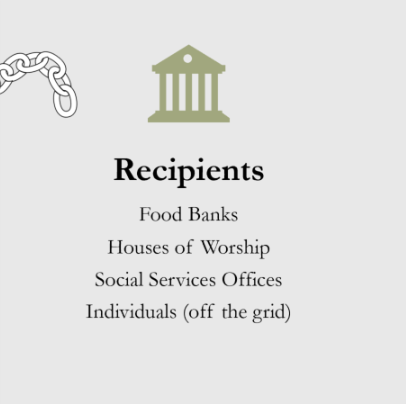 Recipients
Food Banks
Houses of Worship
Social Services Offices
Individuals (off the grid)